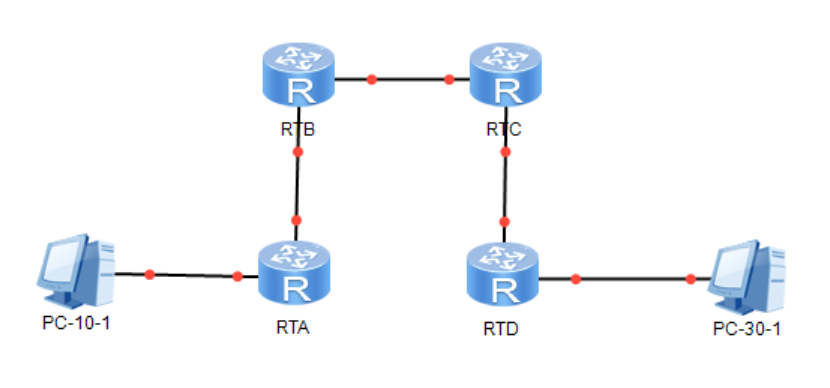 R
R
RTB
RTC
R
R
PC-10-1
RTA
RTD
PC-30-1